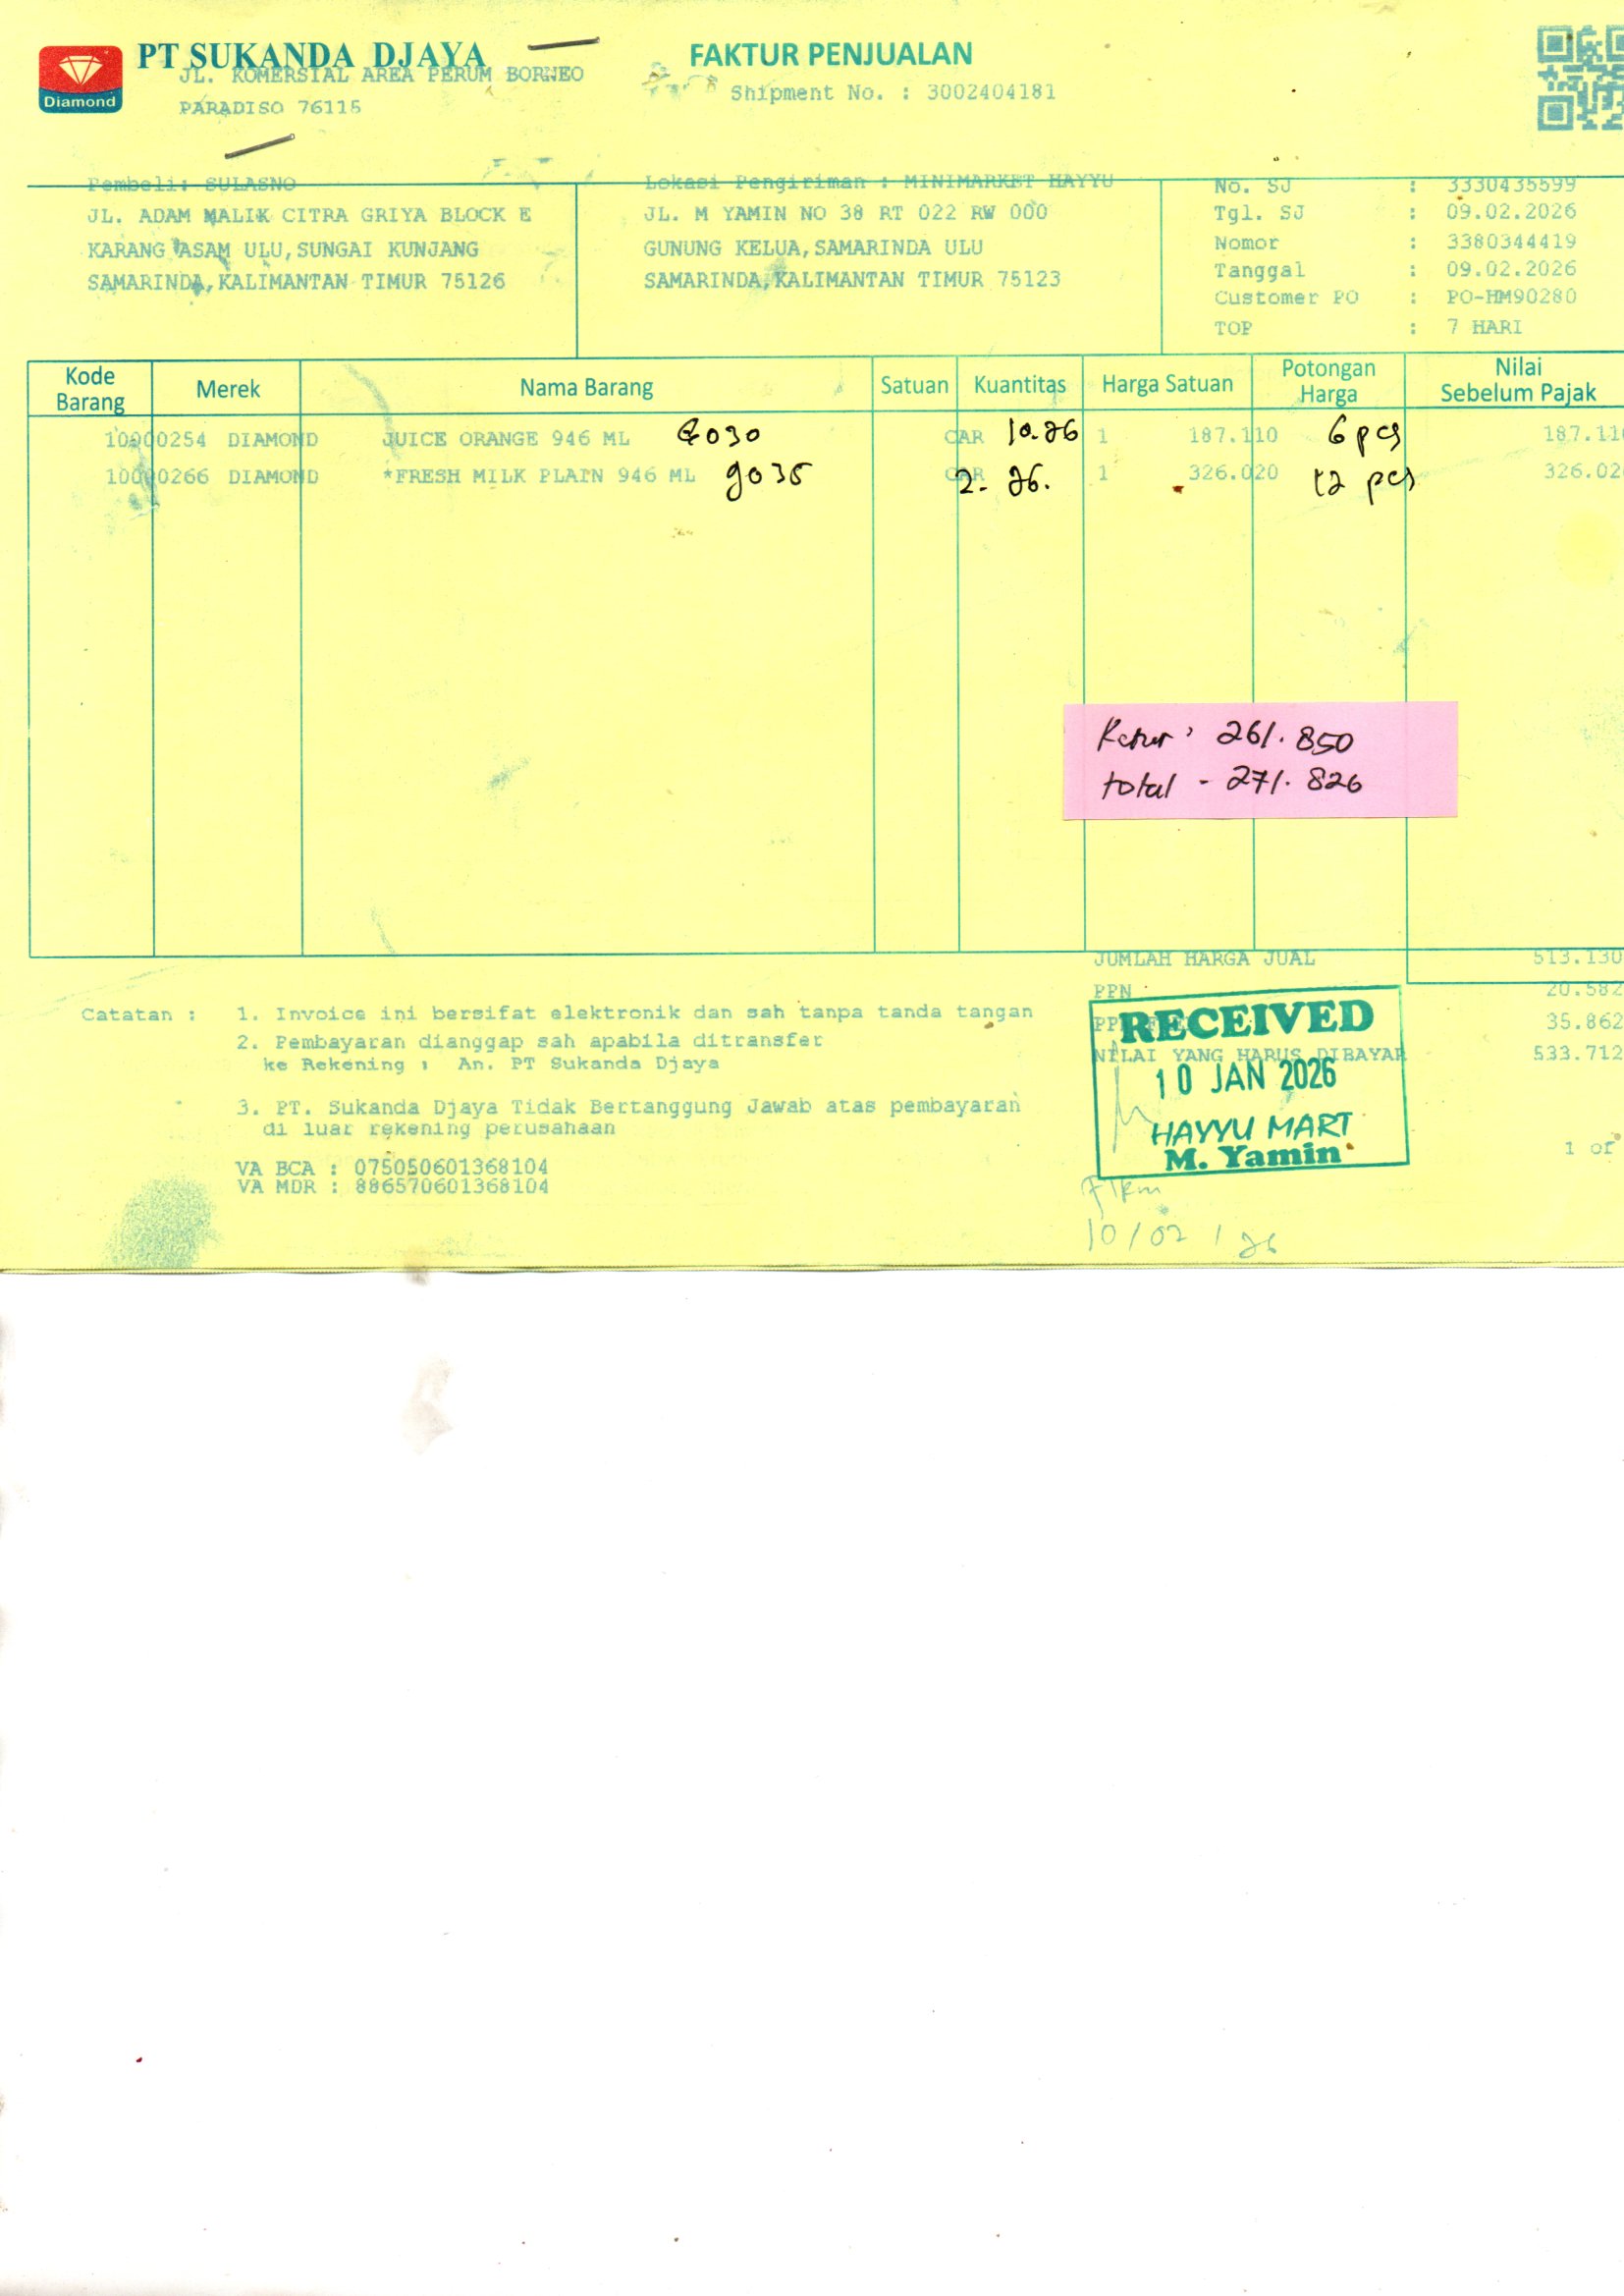 PT SUKANDA DJAYA
JL. KOMERSIAL AREA PERUM BORNEO
PARADISO 76115
Diamond
FAKTUR PENJUALAN
Shipment No. : 3002404181
Pembeli: SULASNO
JL. ADAM MALIK CITRA GRIYA BLOCK E
KARANG ASAM ULU,SUNGAI KUNJANG
SAMARINDA,KALIMANTAN TIMUR 75126
Lokasi Pengiriman : MINIMARKET HAYYU
JL. M YAMIN NO 38 RT 022 RW 000
GUNUNG KELUA,SAMARINDA ULU
SAMARINDA,KALIMANTAN TIMUR 75123
No. SJ : 3330435599
Tgl. SJ : 09.02.2026
Nomor : 3380344419
Tanggal : 09.02.2026
Customer PO : PO-HM90280
TOP : 7 HARI
Kode Barang Merek Nama Barang Satuan Kuantitas Harga Satuan Potongan Harga Nilai Sebelum Pajak
10000254 DIAMOND JUICE ORANGE 946 ML CAR 10.26 1 187.110 6 pcs 187.110
10000266 DIAMOND *FRESH MILK PLAIN 946 ML 9035 CAR 2. 26. 1 326.020 12 pcs 326.02
Retur : 261.850
total - 271.826
JUMLAH HARGA JUAL 513.130
PPN 20.582
35.862
NILAI YANG HARUS DIBAYAR 533.712
Catatan : 1. Invoice ini bersifat elektronik dan sah tanpa tanda tangan
2. Pembayaran dianggap sah apabila ditransfer
ke Rekening : An. PT Sukanda Djaya
3. PT. Sukanda Djaya Tidak Bertanggung Jawab atas pembayaran
di luar rekening perusahaan
VA BCA : 075050601368104
VA MDR : 886570601368104
RECEIVED
10 JAN 2026
HAYYU MART
M. Yamin
1 of
10/02/26